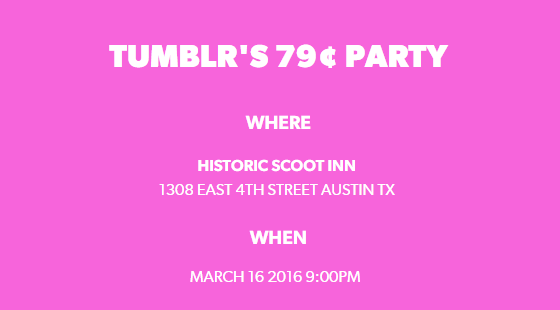 TUMBLR'S 79¢ PARTY
WHERE
HISTORIC SCOOT INN
1308 EAST 4TH STREET AUSTIN TX
WHEN
MARCH 16 2016 9:00PM